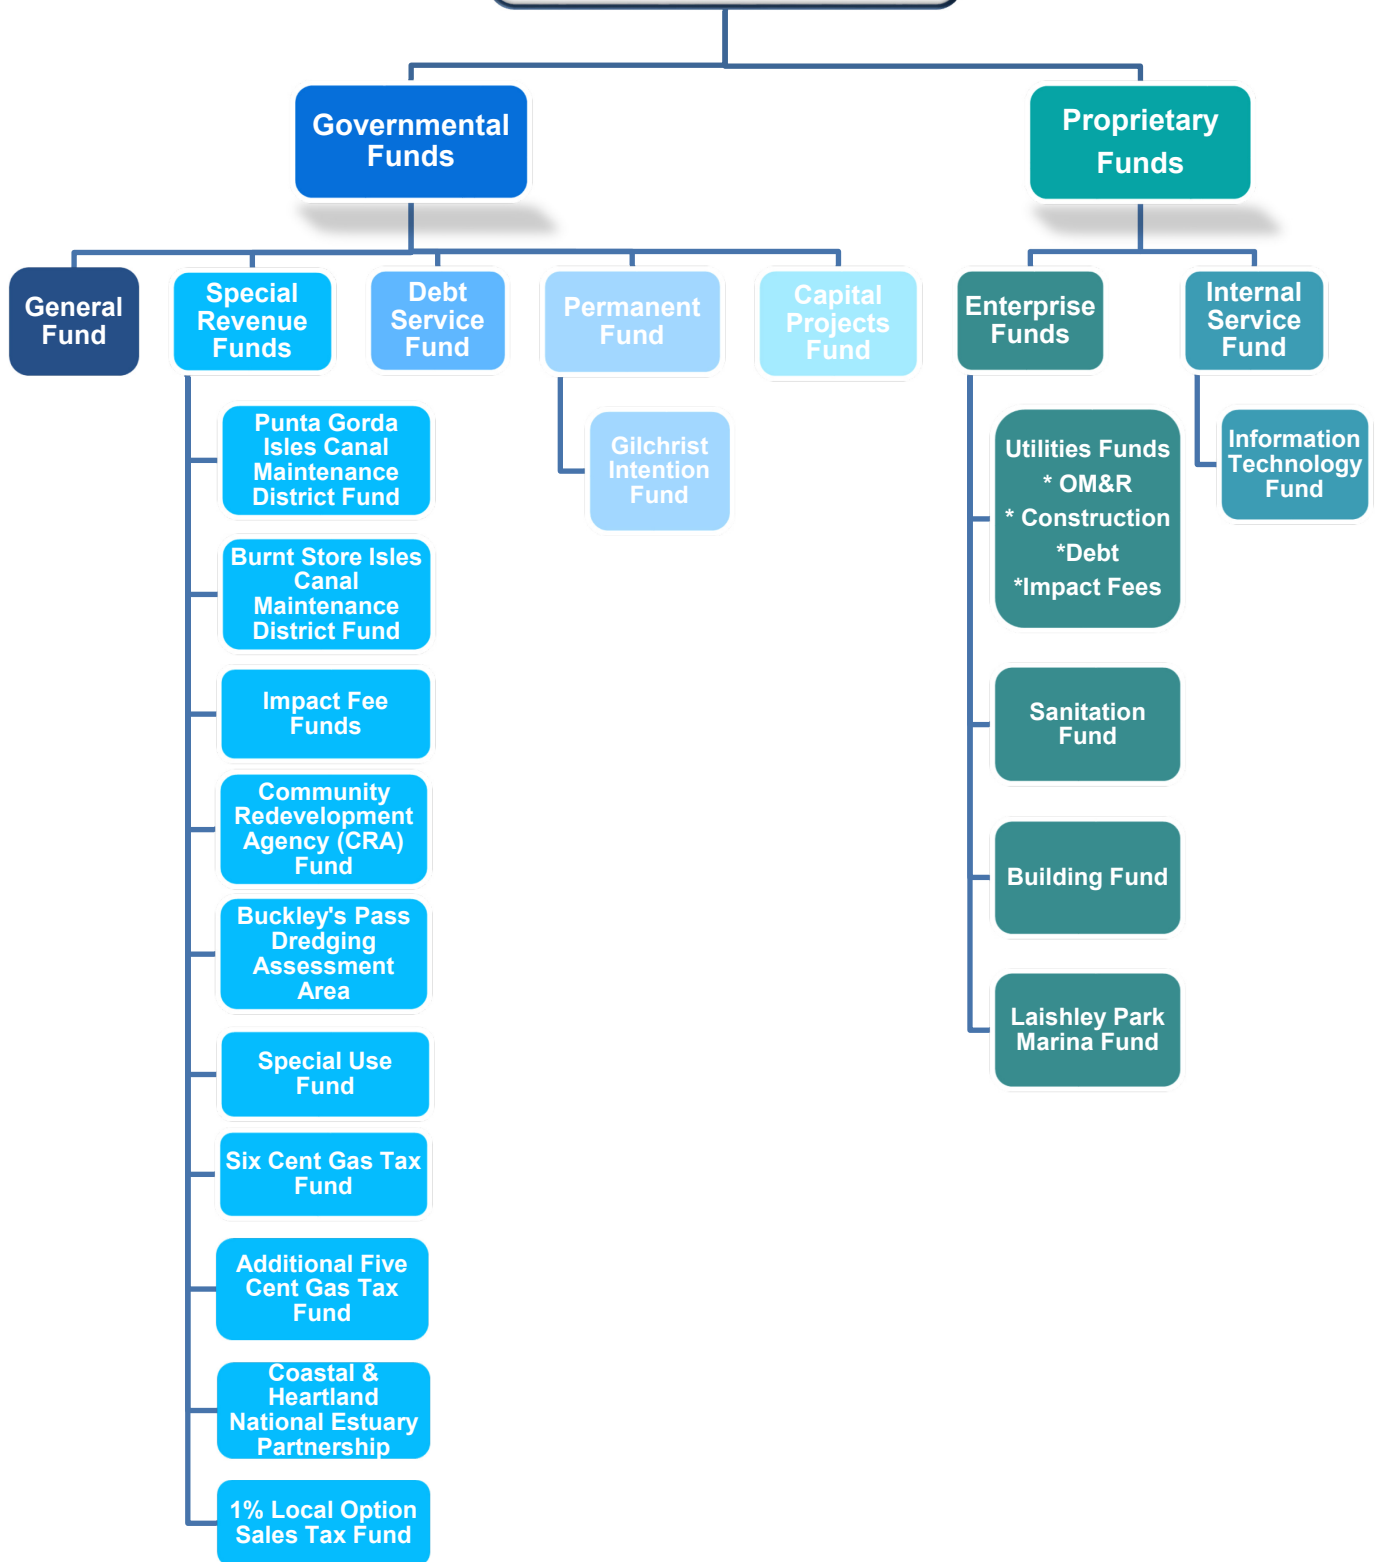 Governmental
Funds
Proprietary
Funds
General
Fund
Special
Revenue
Funds
Debt
Service
Fund
Permanent
Fund
Capital
Projects
Fund
Enterprise
Funds
Internal
Service
Fund
Punta Gorda
Isles Canal
Maintenance
District Fund
Burnt Store Isles
Canal
Maintenance
District Fund
Impact Fee
Funds
Community
Redevelopment
Agency (CRA)
Fund
Buckley's Pass
Dredging
Assessment
Area
Special Use
Fund
Six Cent Gas Tax
Fund
Additional Five
Cent Gas Tax
Fund
Coastal &
Heartland
National Estuary
Partnership
1% Local Option
Sales Tax Fund
Gilchrist
Intention
Fund
Utilities Funds
* OM&R
* Construction
*Debt
*Impact Fees
Sanitation
Fund
Building Fund
Laishley Park
Marina Fund
Information
Technology
Fund